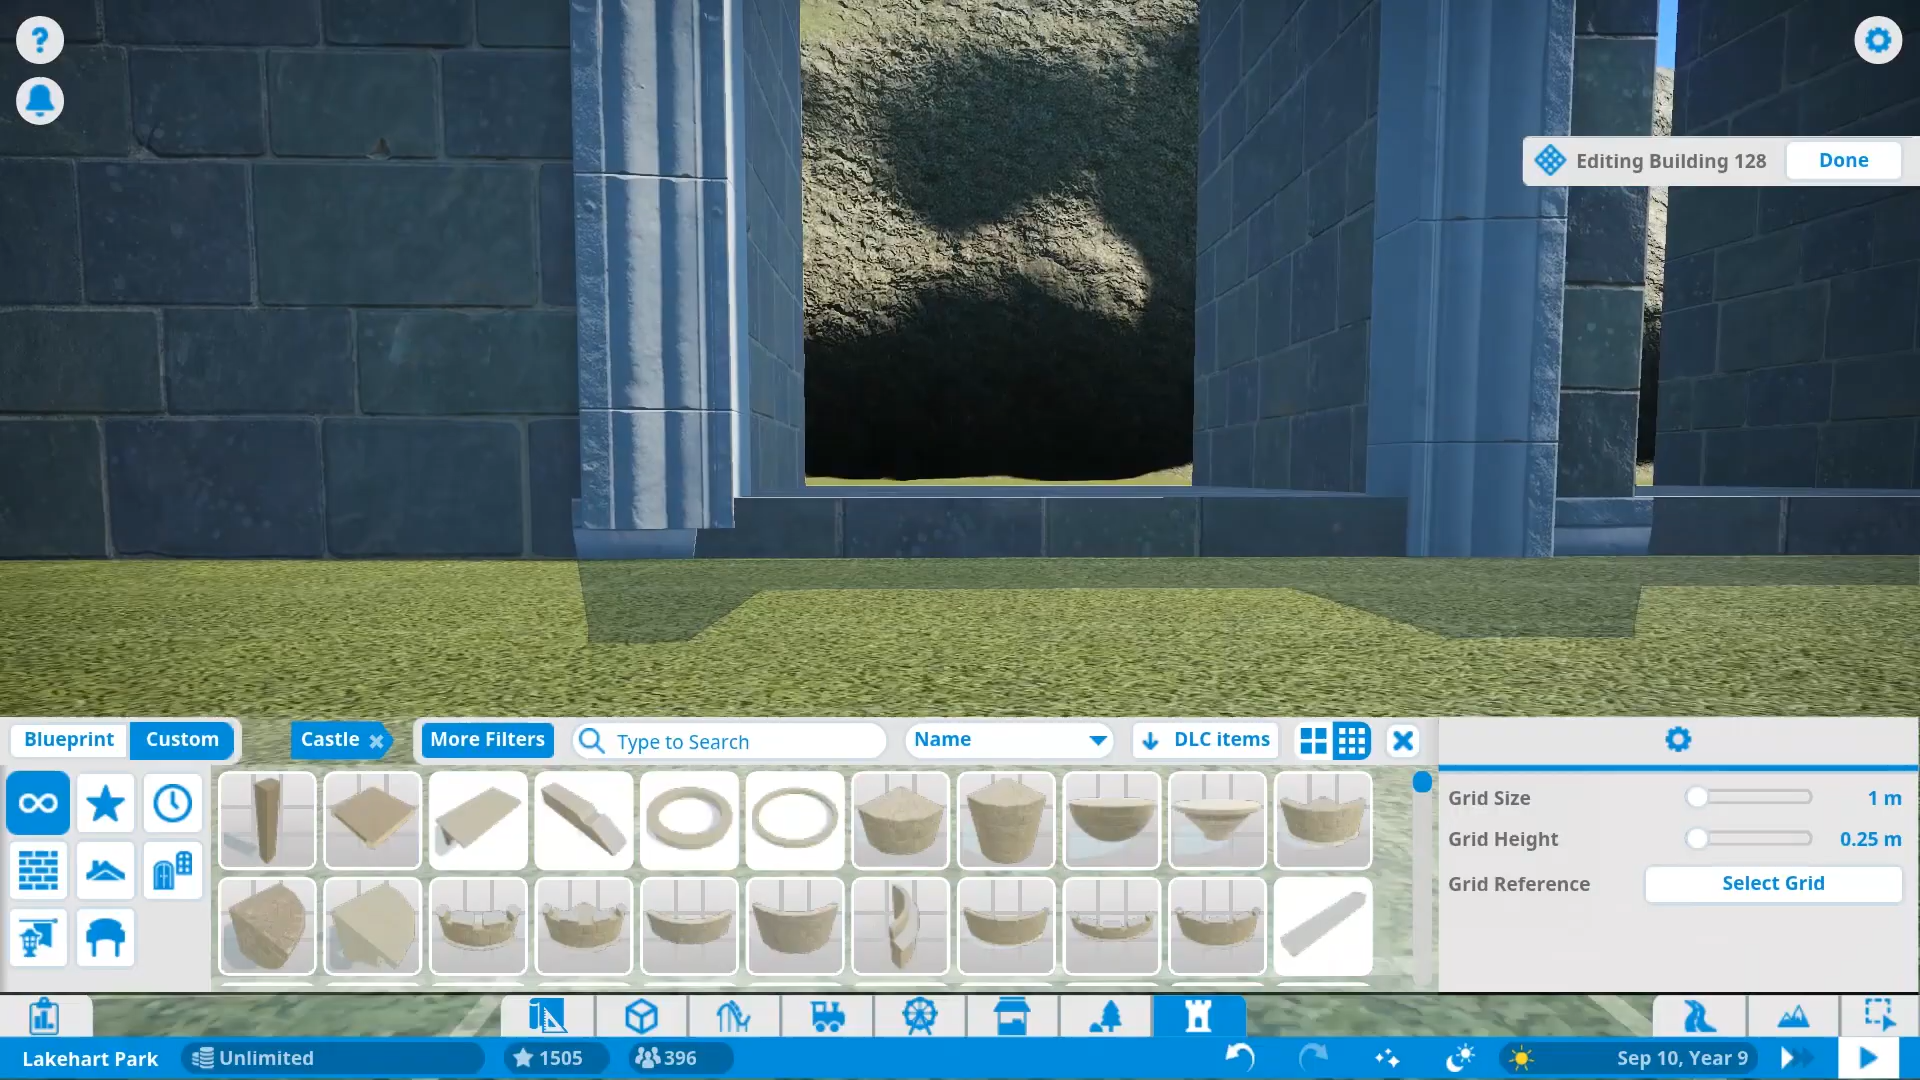 ?
Editing Building 128
Done
Blueprint
Custom
Castle
More Filters
Type to Search
Name
DLC items
Grid Size
1 m
Grid Height
0.25 m
Grid Reference
Select Grid
Lakehart Park
Unlimited
1505
396
Sep 10, Year 9